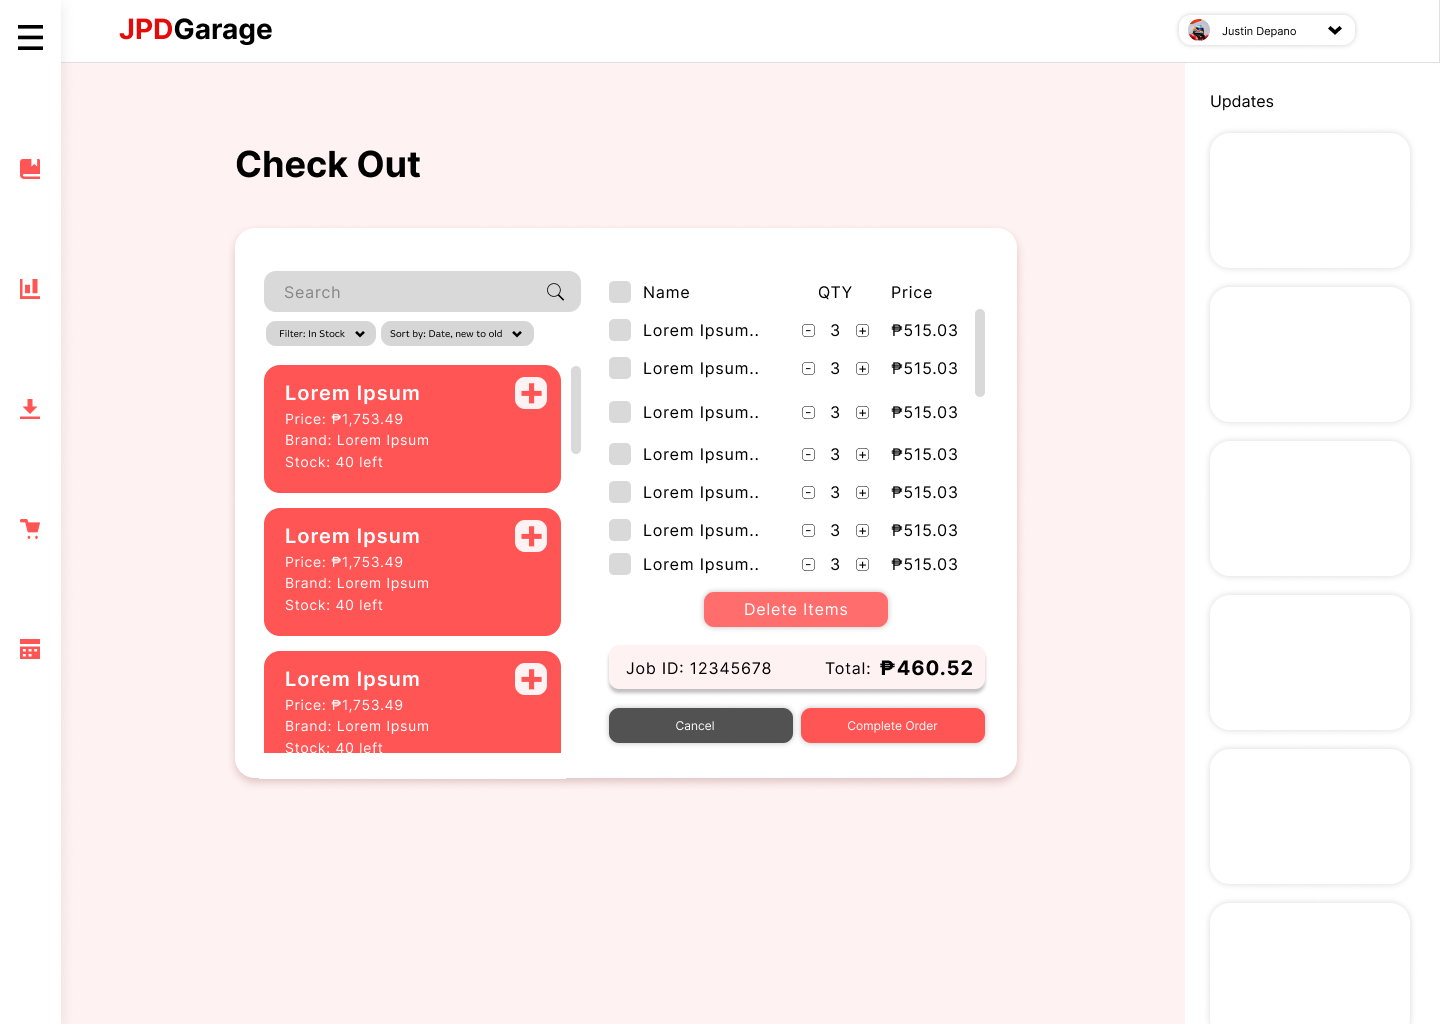 JPDGarage
Justin Depano
Updates
Check Out
Search
Filter: In Stock
Sort by: Date, new to old
Lorem Ipsum
Price: ₱1,753.49
Brand: Lorem Ipsum
Stock: 40 left
Lorem Ipsum
Price: ₱1,753.49
Brand: Lorem Ipsum
Stock: 40 left
Lorem Ipsum
Price: ₱1,753.49
Brand: Lorem Ipsum
Stock: 40 left
Name QTY Price
Lorem Ipsum.. - 3 + ₱515.03
Lorem Ipsum.. - 3 + ₱515.03
Lorem Ipsum.. - 3 + ₱515.03
Lorem Ipsum.. - 3 + ₱515.03
Lorem Ipsum.. - 3 + ₱515.03
Lorem Ipsum.. - 3 + ₱515.03
Lorem Ipsum.. - 3 + ₱515.03
Delete Items
Job ID: 12345678 Total: ₱460.52
Cancel
Complete Order